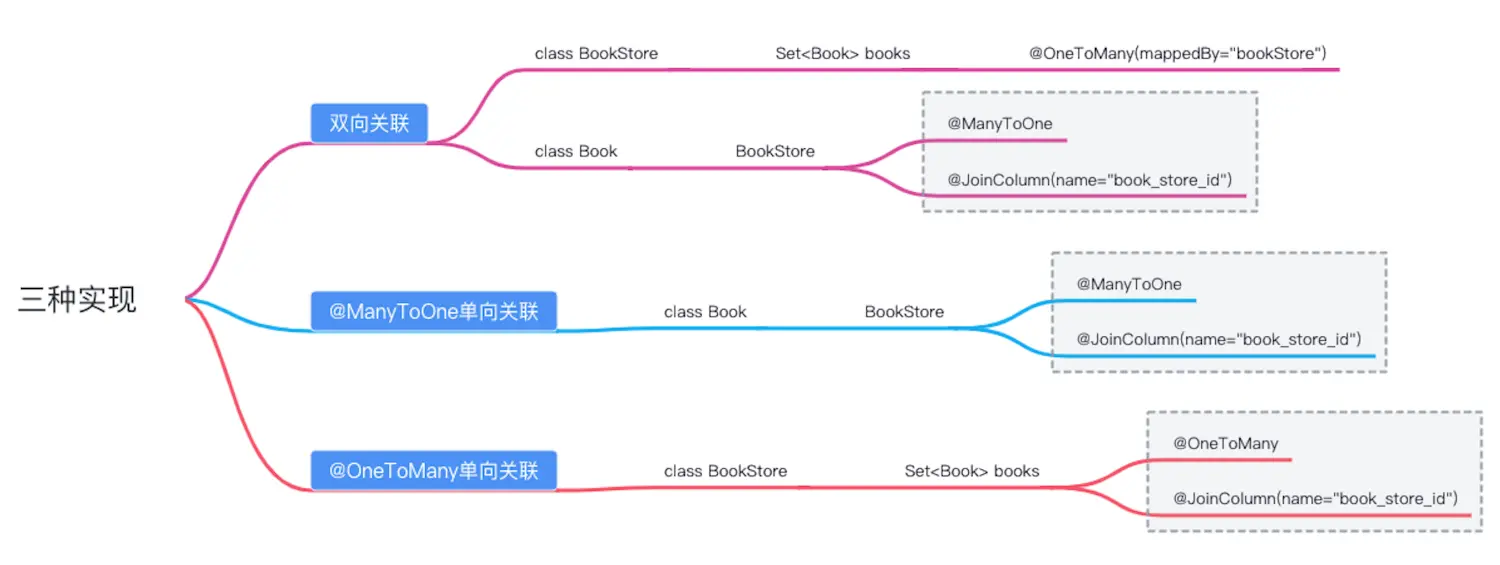 三种实现
双向关联
class BookStore
Set<Book> books
@OneToMany(mappedBy="bookStore")
class Book
BookStore
@ManyToOne
@JoinColumn(name="book_store_id")
@ManyToOne单向关联
class Book
BookStore
@ManyToOne
@JoinColumn(name="book_store_id")
@OneToMany单向关联
class BookStore
Set<Book> books
@OneToMany
@JoinColumn(name="book_store_id")